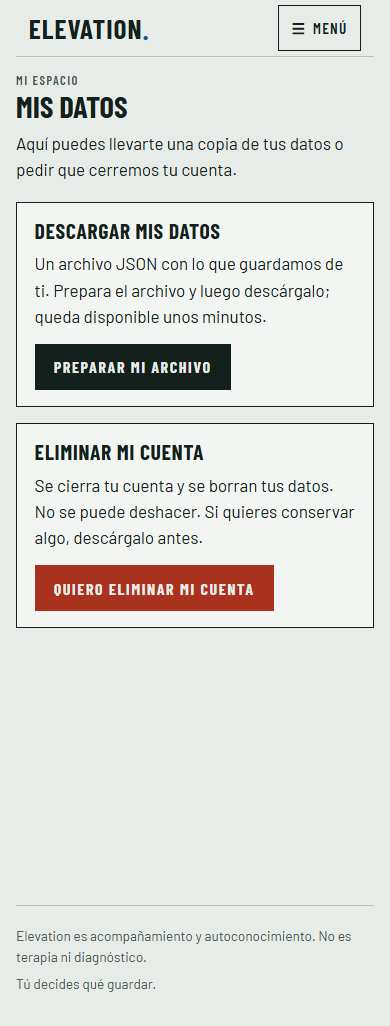 ELEVATION.
☰ MENÚ
MI ESPACIO
MIS DATOS
Aquí puedes llevarte una copia de tus datos o
pedir que cerremos tu cuenta.
DESCARGAR MIS DATOS
Un archivo JSON con lo que guardamos de
ti. Prepara el archivo y luego descárgalo;
queda disponible unos minutos.
PREPARAR MI ARCHIVO
ELIMINAR MI CUENTA
Se cierra tu cuenta y se borran tus datos.
No se puede deshacer. Si quieres conservar
algo, descárgalo antes.
QUIERO ELIMINAR MI CUENTA
Elevation es acompañamiento y autoconocimiento. No es
terapia ni diagnóstico.
Tú decides qué guardar.